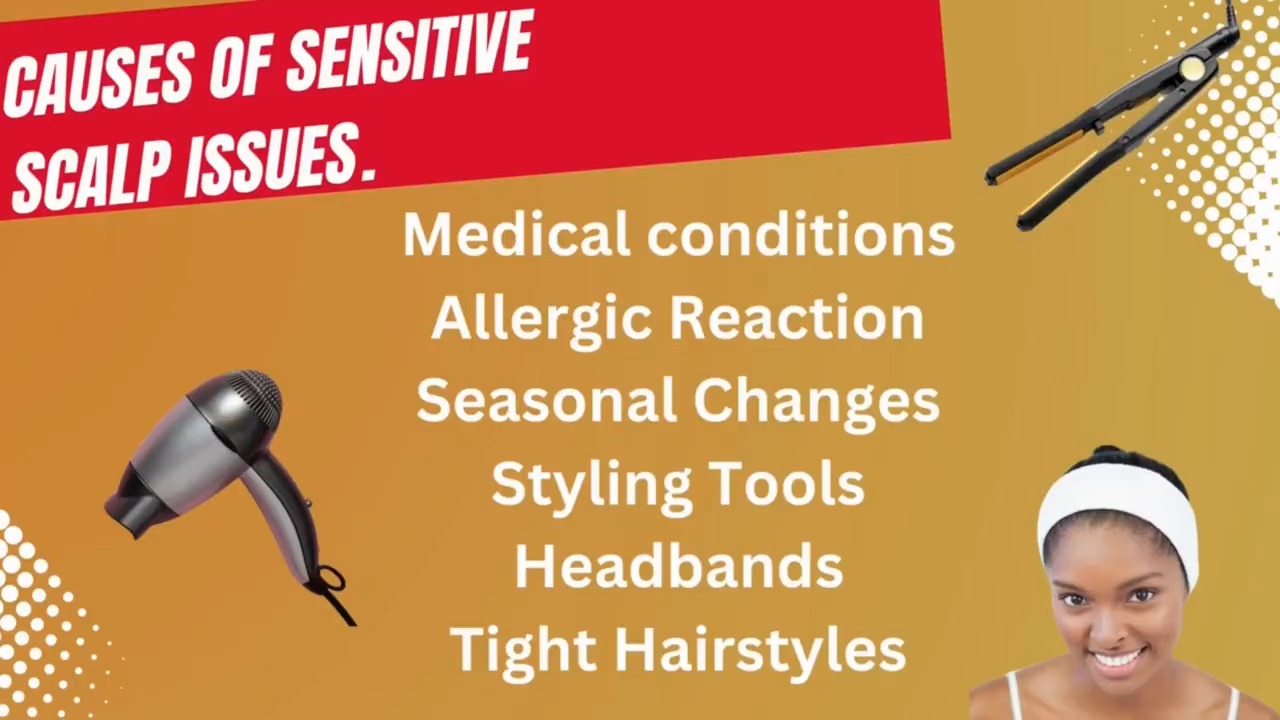 CAUSES OF SENSITIVE
SCALP ISSUES.
Medical conditions
Allergic Reaction
Seasonal Changes
Styling Tools
Headbands
Tight Hairstyles